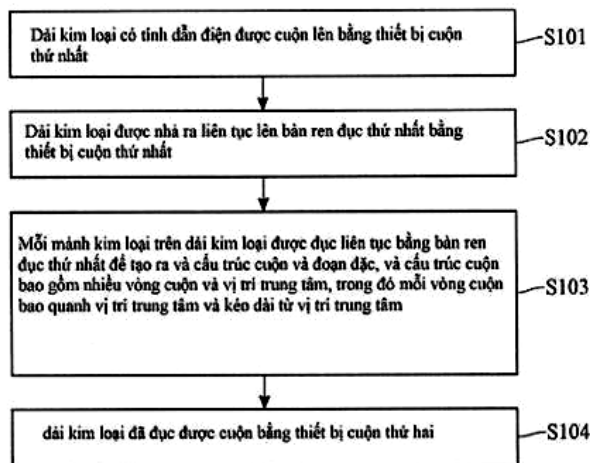 Dải kim loại có tính dẫn điện được cuộn lên bằng thiết bị cuộn
thứ nhất
S101
Dải kim loại được nhả ra liên tục lên bàn ren đục thứ nhất bằng
thiết bị cuộn thứ nhất
S102
Mỗi mảnh kim loại trên dải kim loại được đục liên tục bằng bàn ren
đục thứ nhất để tạo ra và cấu trúc cuộn và đoạn đặc, và cấu trúc cuộn
bao gồm nhiều vòng cuộn và vị trí trung tâm, trong đó mỗi vòng cuộn
bao quanh vị trí trung tâm và kéo dài từ vị trí trung tâm
S103
dải kim loại đã đục được cuộn bằng thiết bị cuộn thứ hai
S104